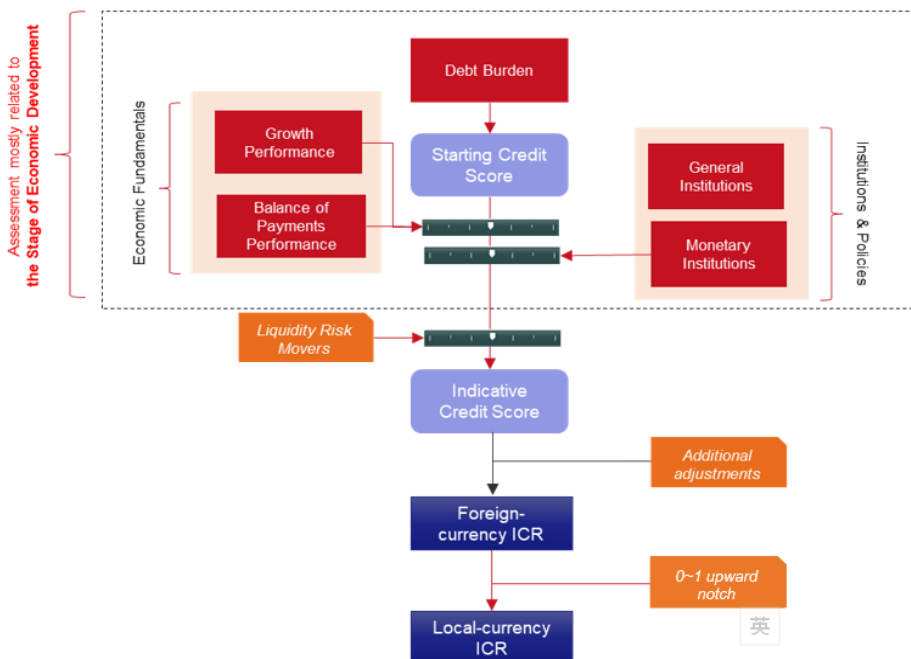 Assessment mostly related to
the Stage of Economic Development
Economic Fundamentals
Debt Burden
Growth
Performance
Starting Credit
Score
General
Institutions
Balance of
Payments
Performance
Monetary
Institutions
Institutions & Policies
Liquidity Risk
Movers
Indicative
Credit Score
Additional
adjustments
Foreign-
currency ICR
0~1 upward
notch
Local-currency
ICR
英